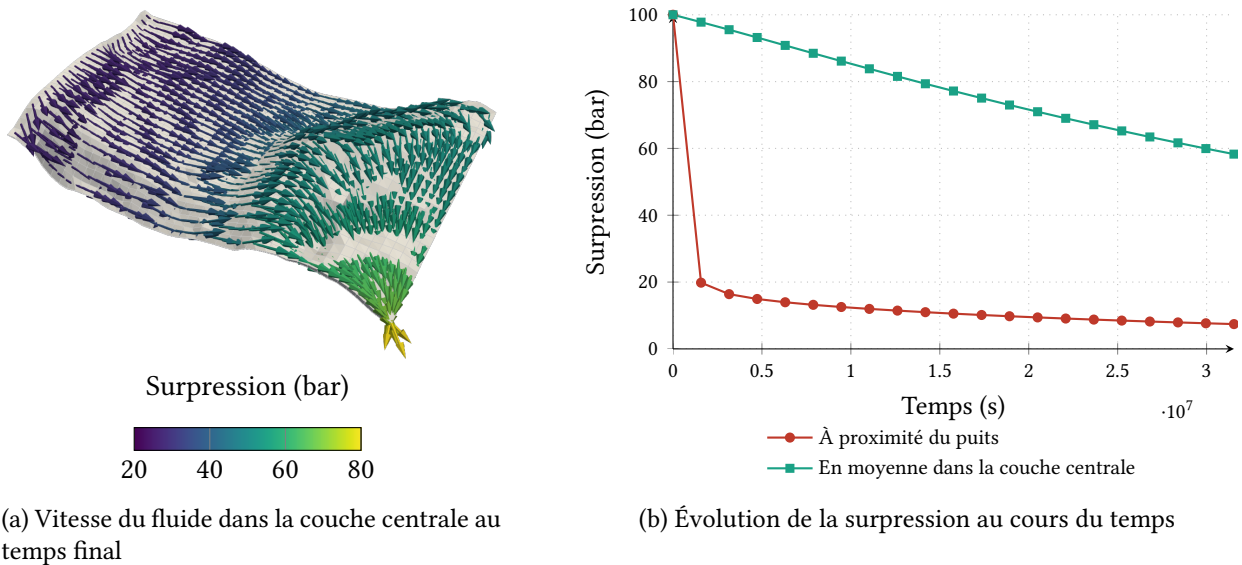 Surpression (bar)
20 40 60 80
(a) Vitesse du fluide dans la couche centrale au
temps final
100
80
60
40
20
0
Surpression (bar)
0 0.5 1 1.5 2 2.5 3
Temps (s)
·10⁷
À proximité du puits
En moyenne dans la couche centrale
(b) Évolution de la surpression au cours du temps